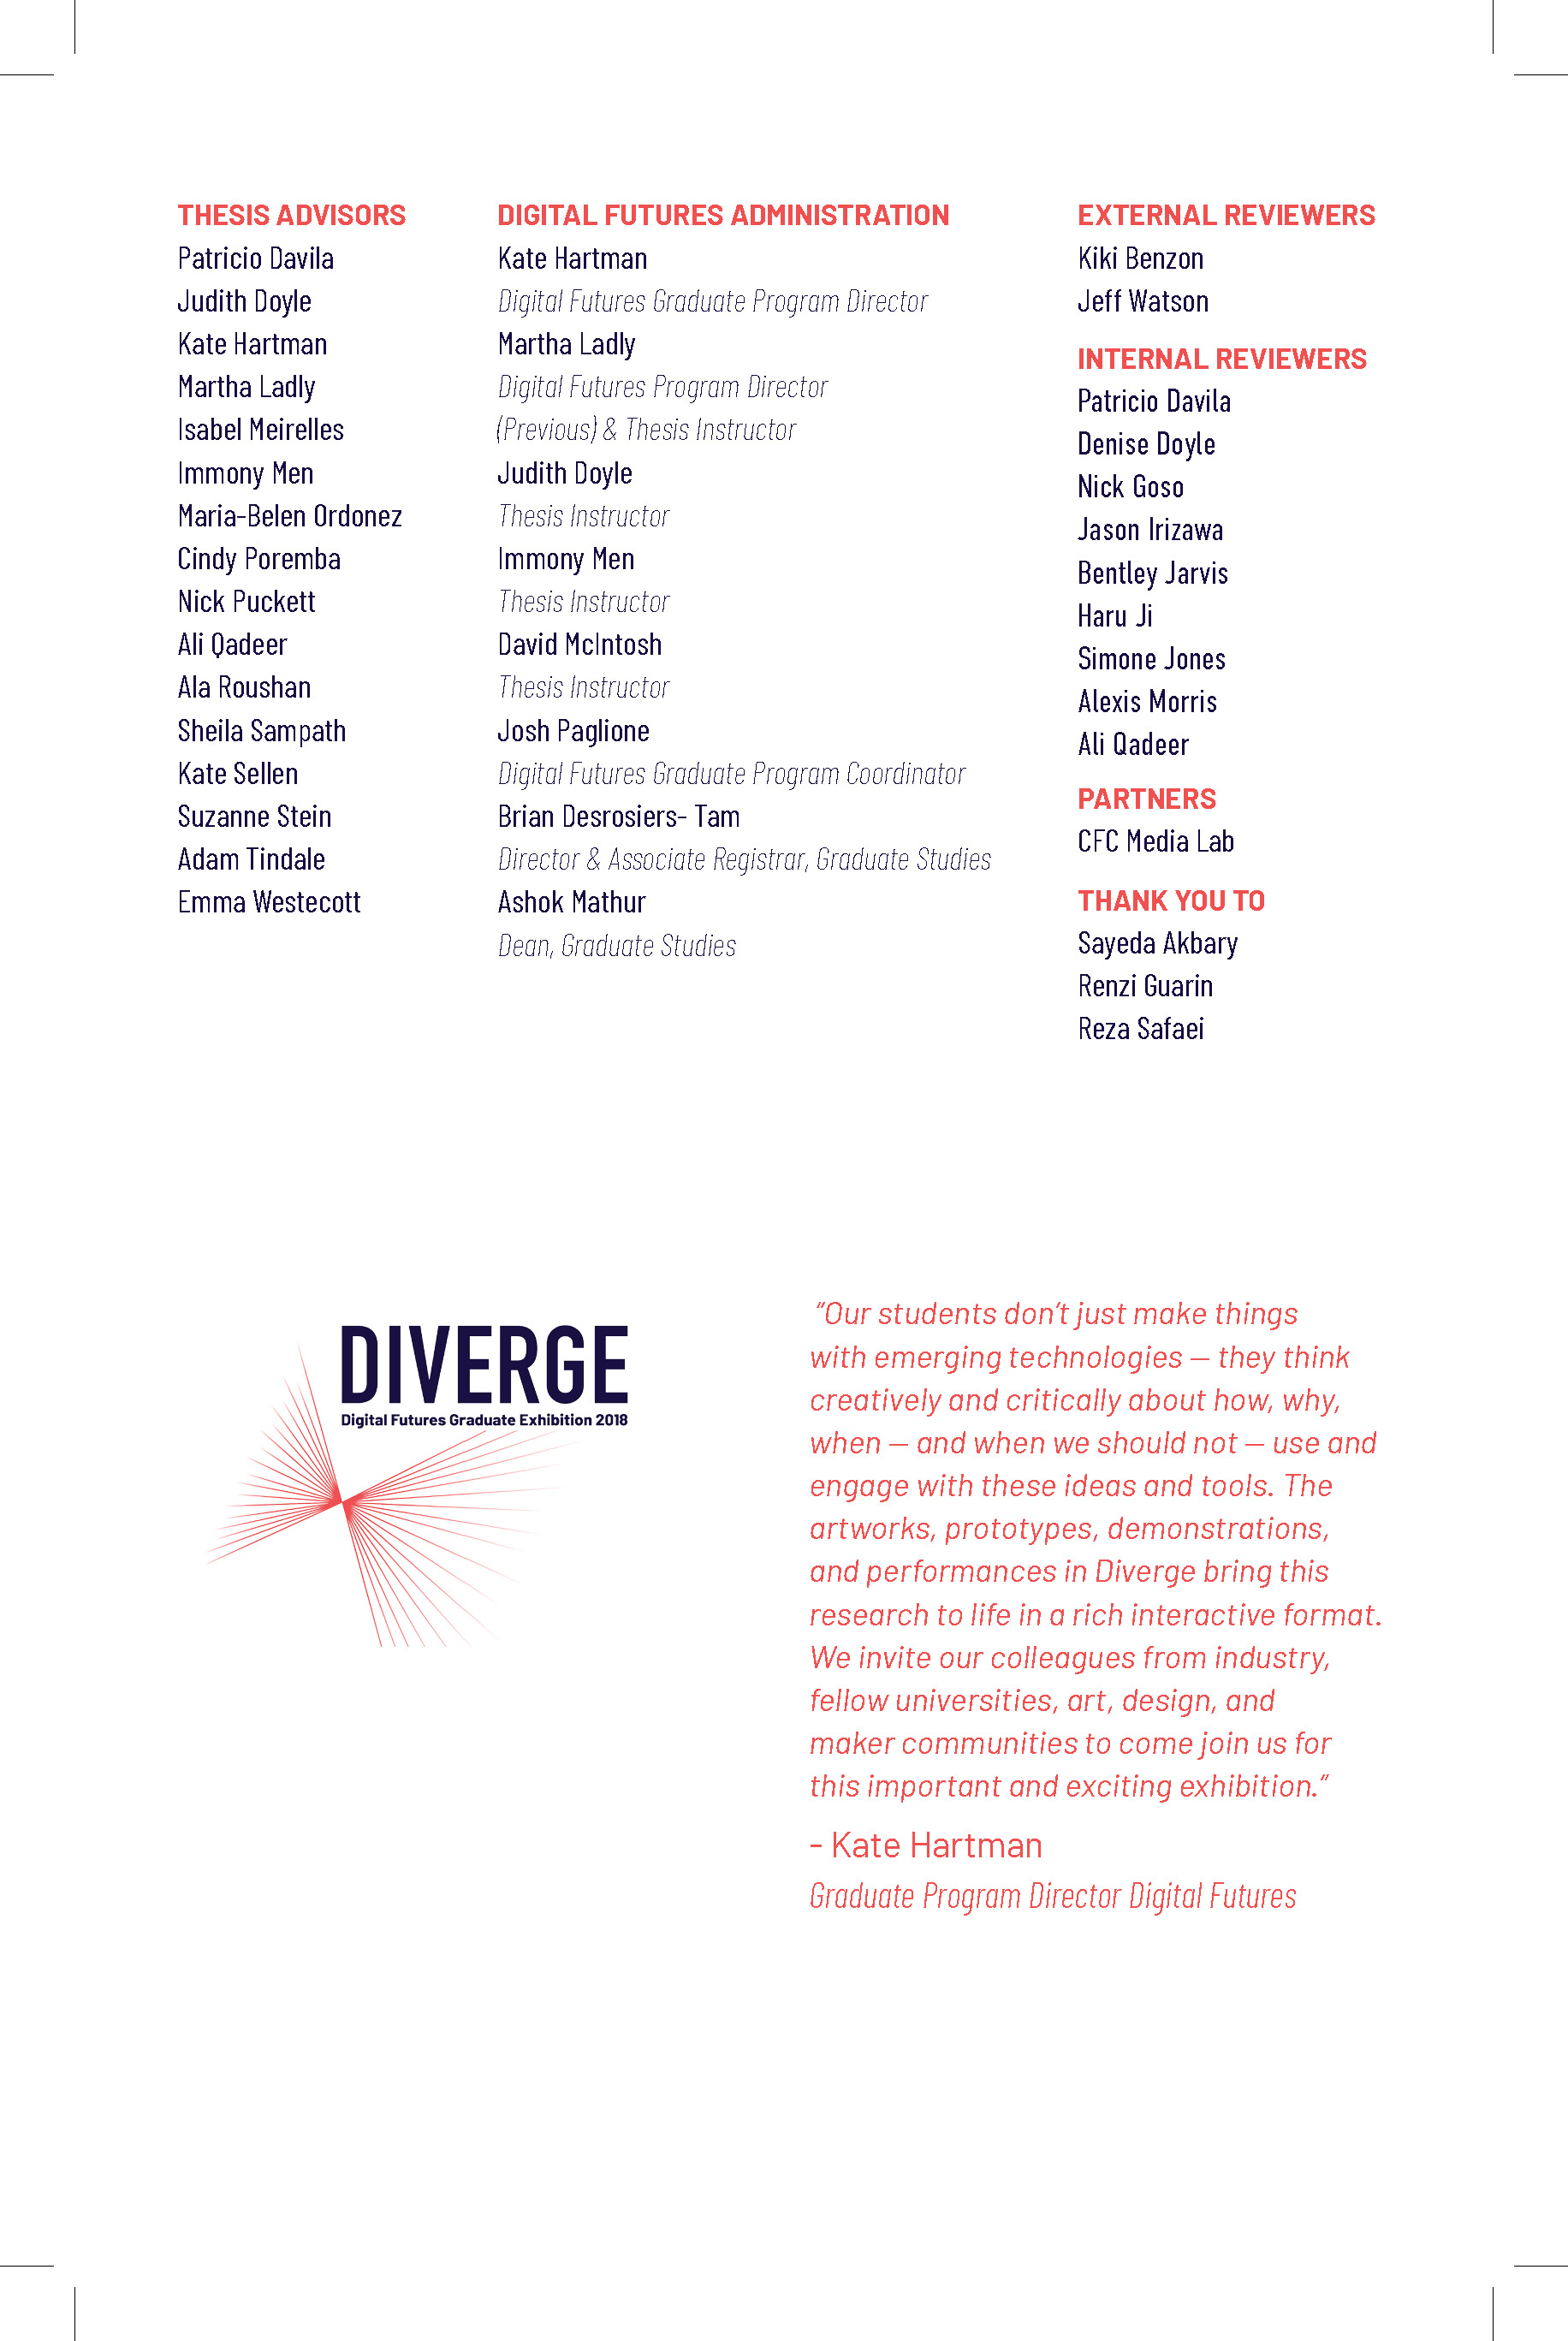 THESIS ADVISORS
Patricio Davila
Judith Doyle
Kate Hartman
Martha Ladly
Isabel Meirelles
Immony Men
Maria-Belen Ordonez
Cindy Poremba
Nick Puckett
Ali Qadeer
Ala Roushan
Sheila Sampath
Kate Sellen
Suzanne Stein
Adam Tindale
Emma Westecott
DIGITAL FUTURES ADMINISTRATION
Kate Hartman
Digital Futures Graduate Program Director
Martha Ladly
Digital Futures Program Director
(Previous) & Thesis Instructor
Judith Doyle
Thesis Instructor
Immony Men
Thesis Instructor
David McIntosh
Thesis Instructor
Josh Paglione
Digital Futures Graduate Program Coordinator
Brian Desrosiers- Tam
Director & Associate Registrar, Graduate Studies
Ashok Mathur
Dean, Graduate Studies
EXTERNAL REVIEWERS
Kiki Benzon
Jeff Watson
INTERNAL REVIEWERS
Patricio Davila
Denise Doyle
Nick Goso
Jason Irizawa
Bentley Jarvis
Haru Ji
Simone Jones
Alexis Morris
Ali Qadeer
PARTNERS
CFC Media Lab
THANK YOU TO
Sayeda Akbary
Renzi Guarin
Reza Safaei
DIVERGE
Digital Futures Graduate Exhibition 2018
“Our students don’t just make things
with emerging technologies — they think
creatively and critically about how, why,
when — and when we should not — use and
engage with these ideas and tools. The
artworks, prototypes, demonstrations,
and performances in Diverge bring this
research to life in a rich interactive format.
We invite our colleagues from industry,
fellow universities, art, design, and
maker communities to come join us for
this important and exciting exhibition.”
- Kate Hartman
Graduate Program Director Digital Futures